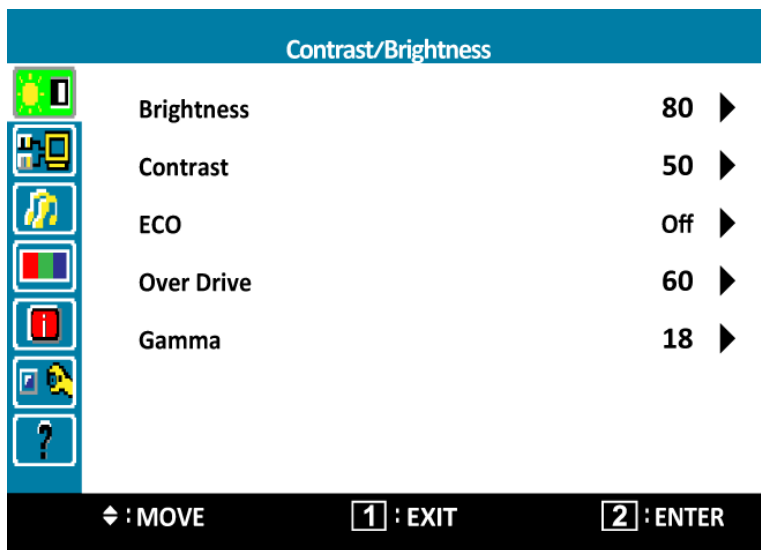 Contrast/Brightness
Brightness 80
Contrast 50
ECO Off
Over Drive 60
Gamma 18
i
?
: MOVE 1 : EXIT 2 : ENTER